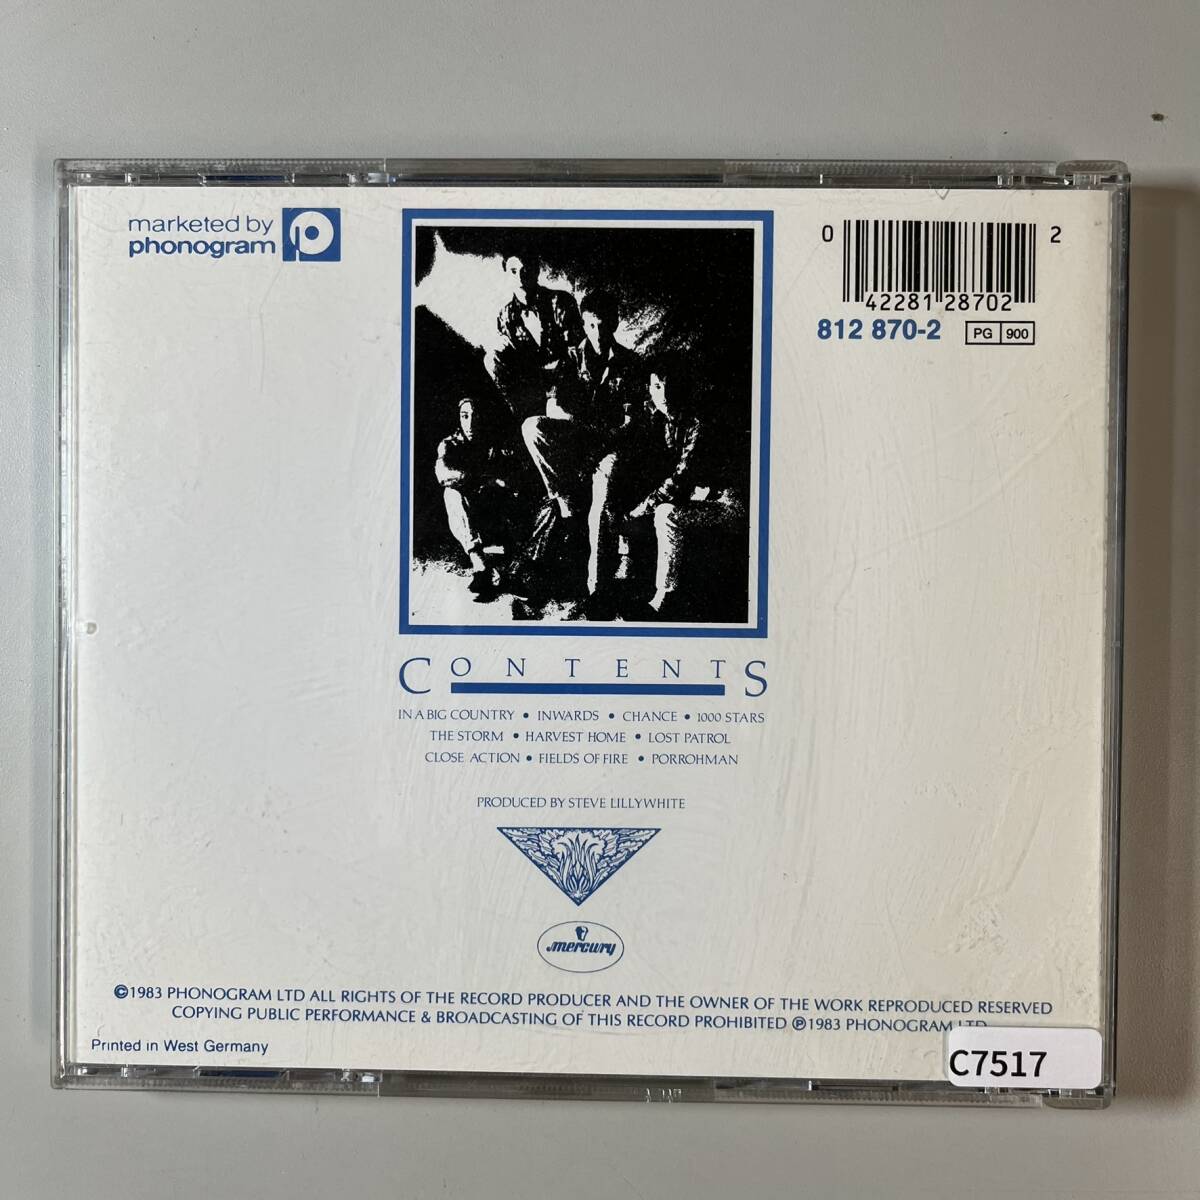 marketed by
phonogram
0 2
42281 28702
812 870-2 PG 900
CONTENTS
IN A BIG COUNTRY • INWARDS • CHANCE • 1000 STARS
THE STORM • HARVEST HOME • LOST PATROL
CLOSE ACTION • FIELDS OF FIRE • PORROHMAN
PRODUCED BY STEVE LILLYWHITE
mercury
©1983 PHONOGRAM LTD ALL RIGHTS OF THE RECORD PRODUCER AND THE OWNER OF THE WORK REPRODUCED RESERVED
COPYING PUBLIC PERFORMANCE & BROADCASTING OF THIS RECORD PROHIBITED ℗1983 PHONOGRAM LTD
Printed in West Germany
C7517